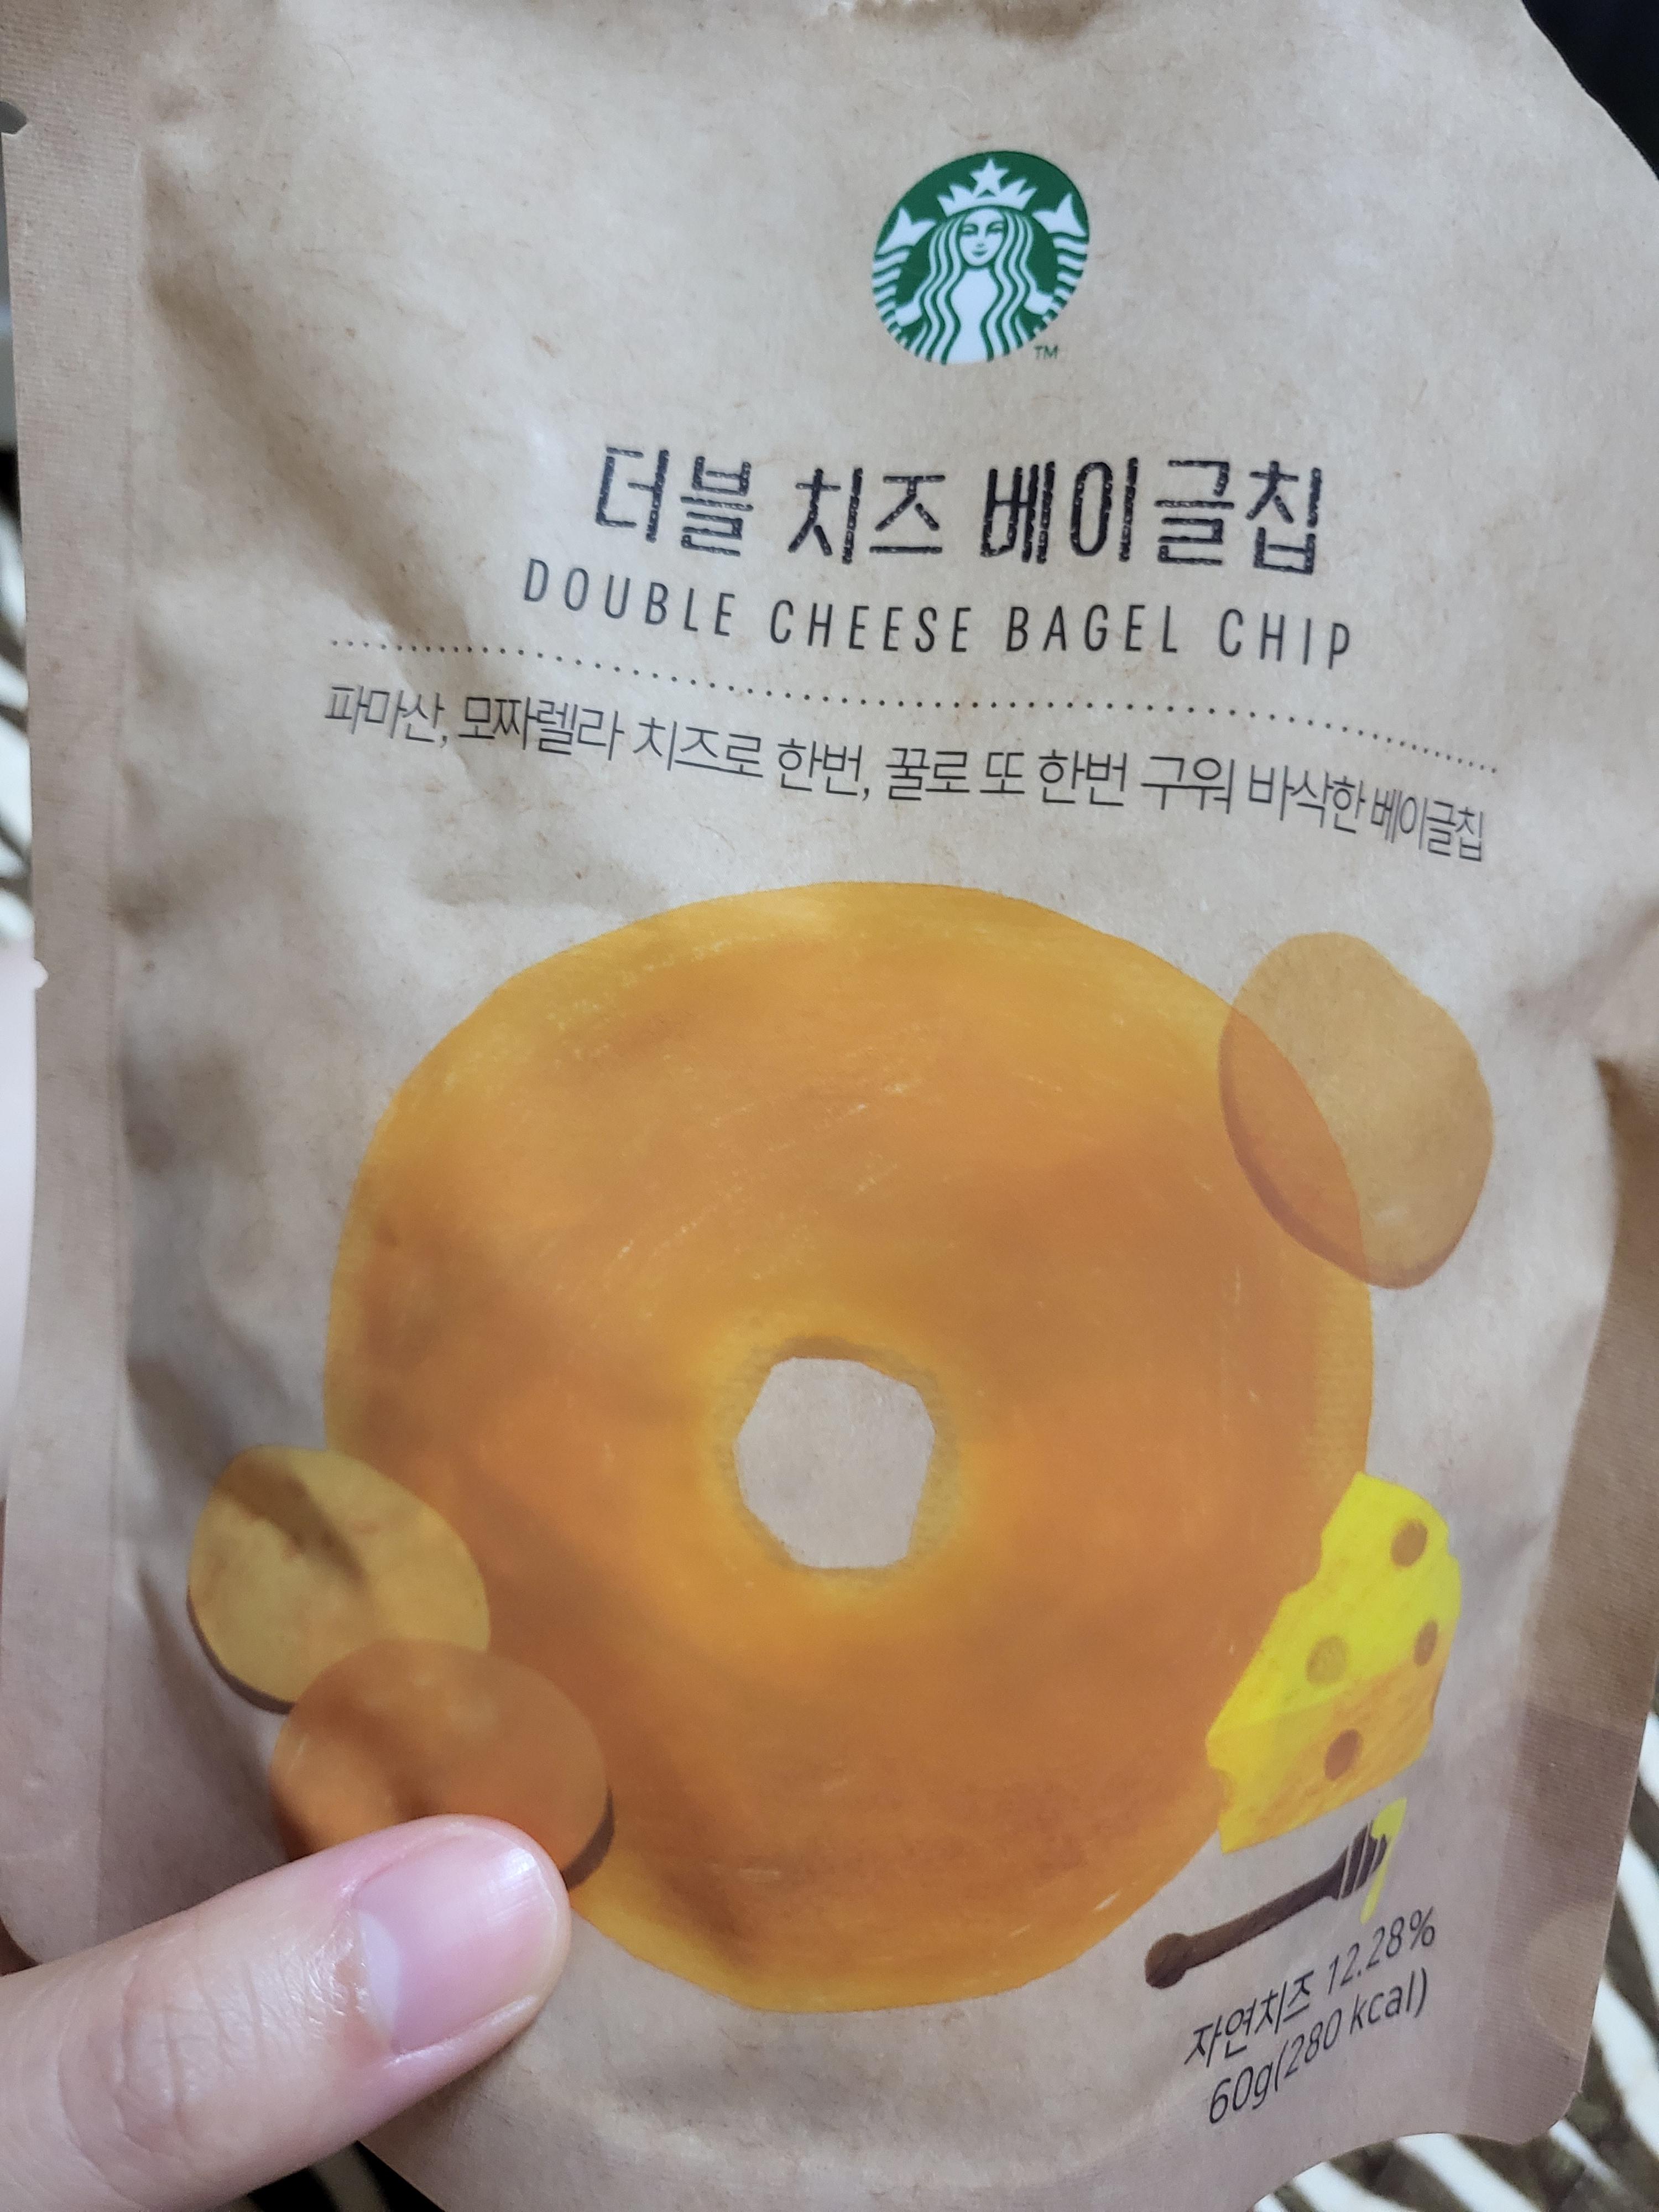 TM
더블 치즈 베이글칩
DOUBLE CHEESE BAGEL CHIP
파마산, 모짜렐라 치즈로 한번, 꿀로 또 한번 구워 바삭한 베이글칩
자연치즈 12.28%
60g(280 kcal)